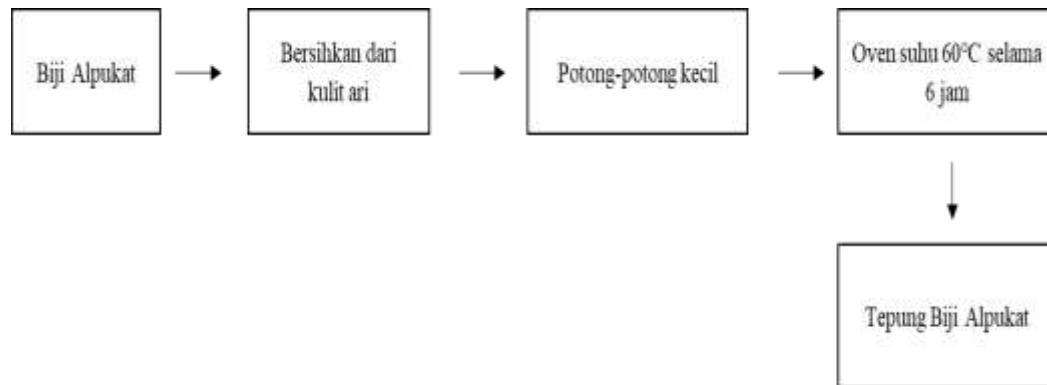 Biji Alpukat
Bersihkan dari
kulit ari
Potong-potong kecil
Oven suhu 60°C selama
6 jam
Tepung Biji Alpukat